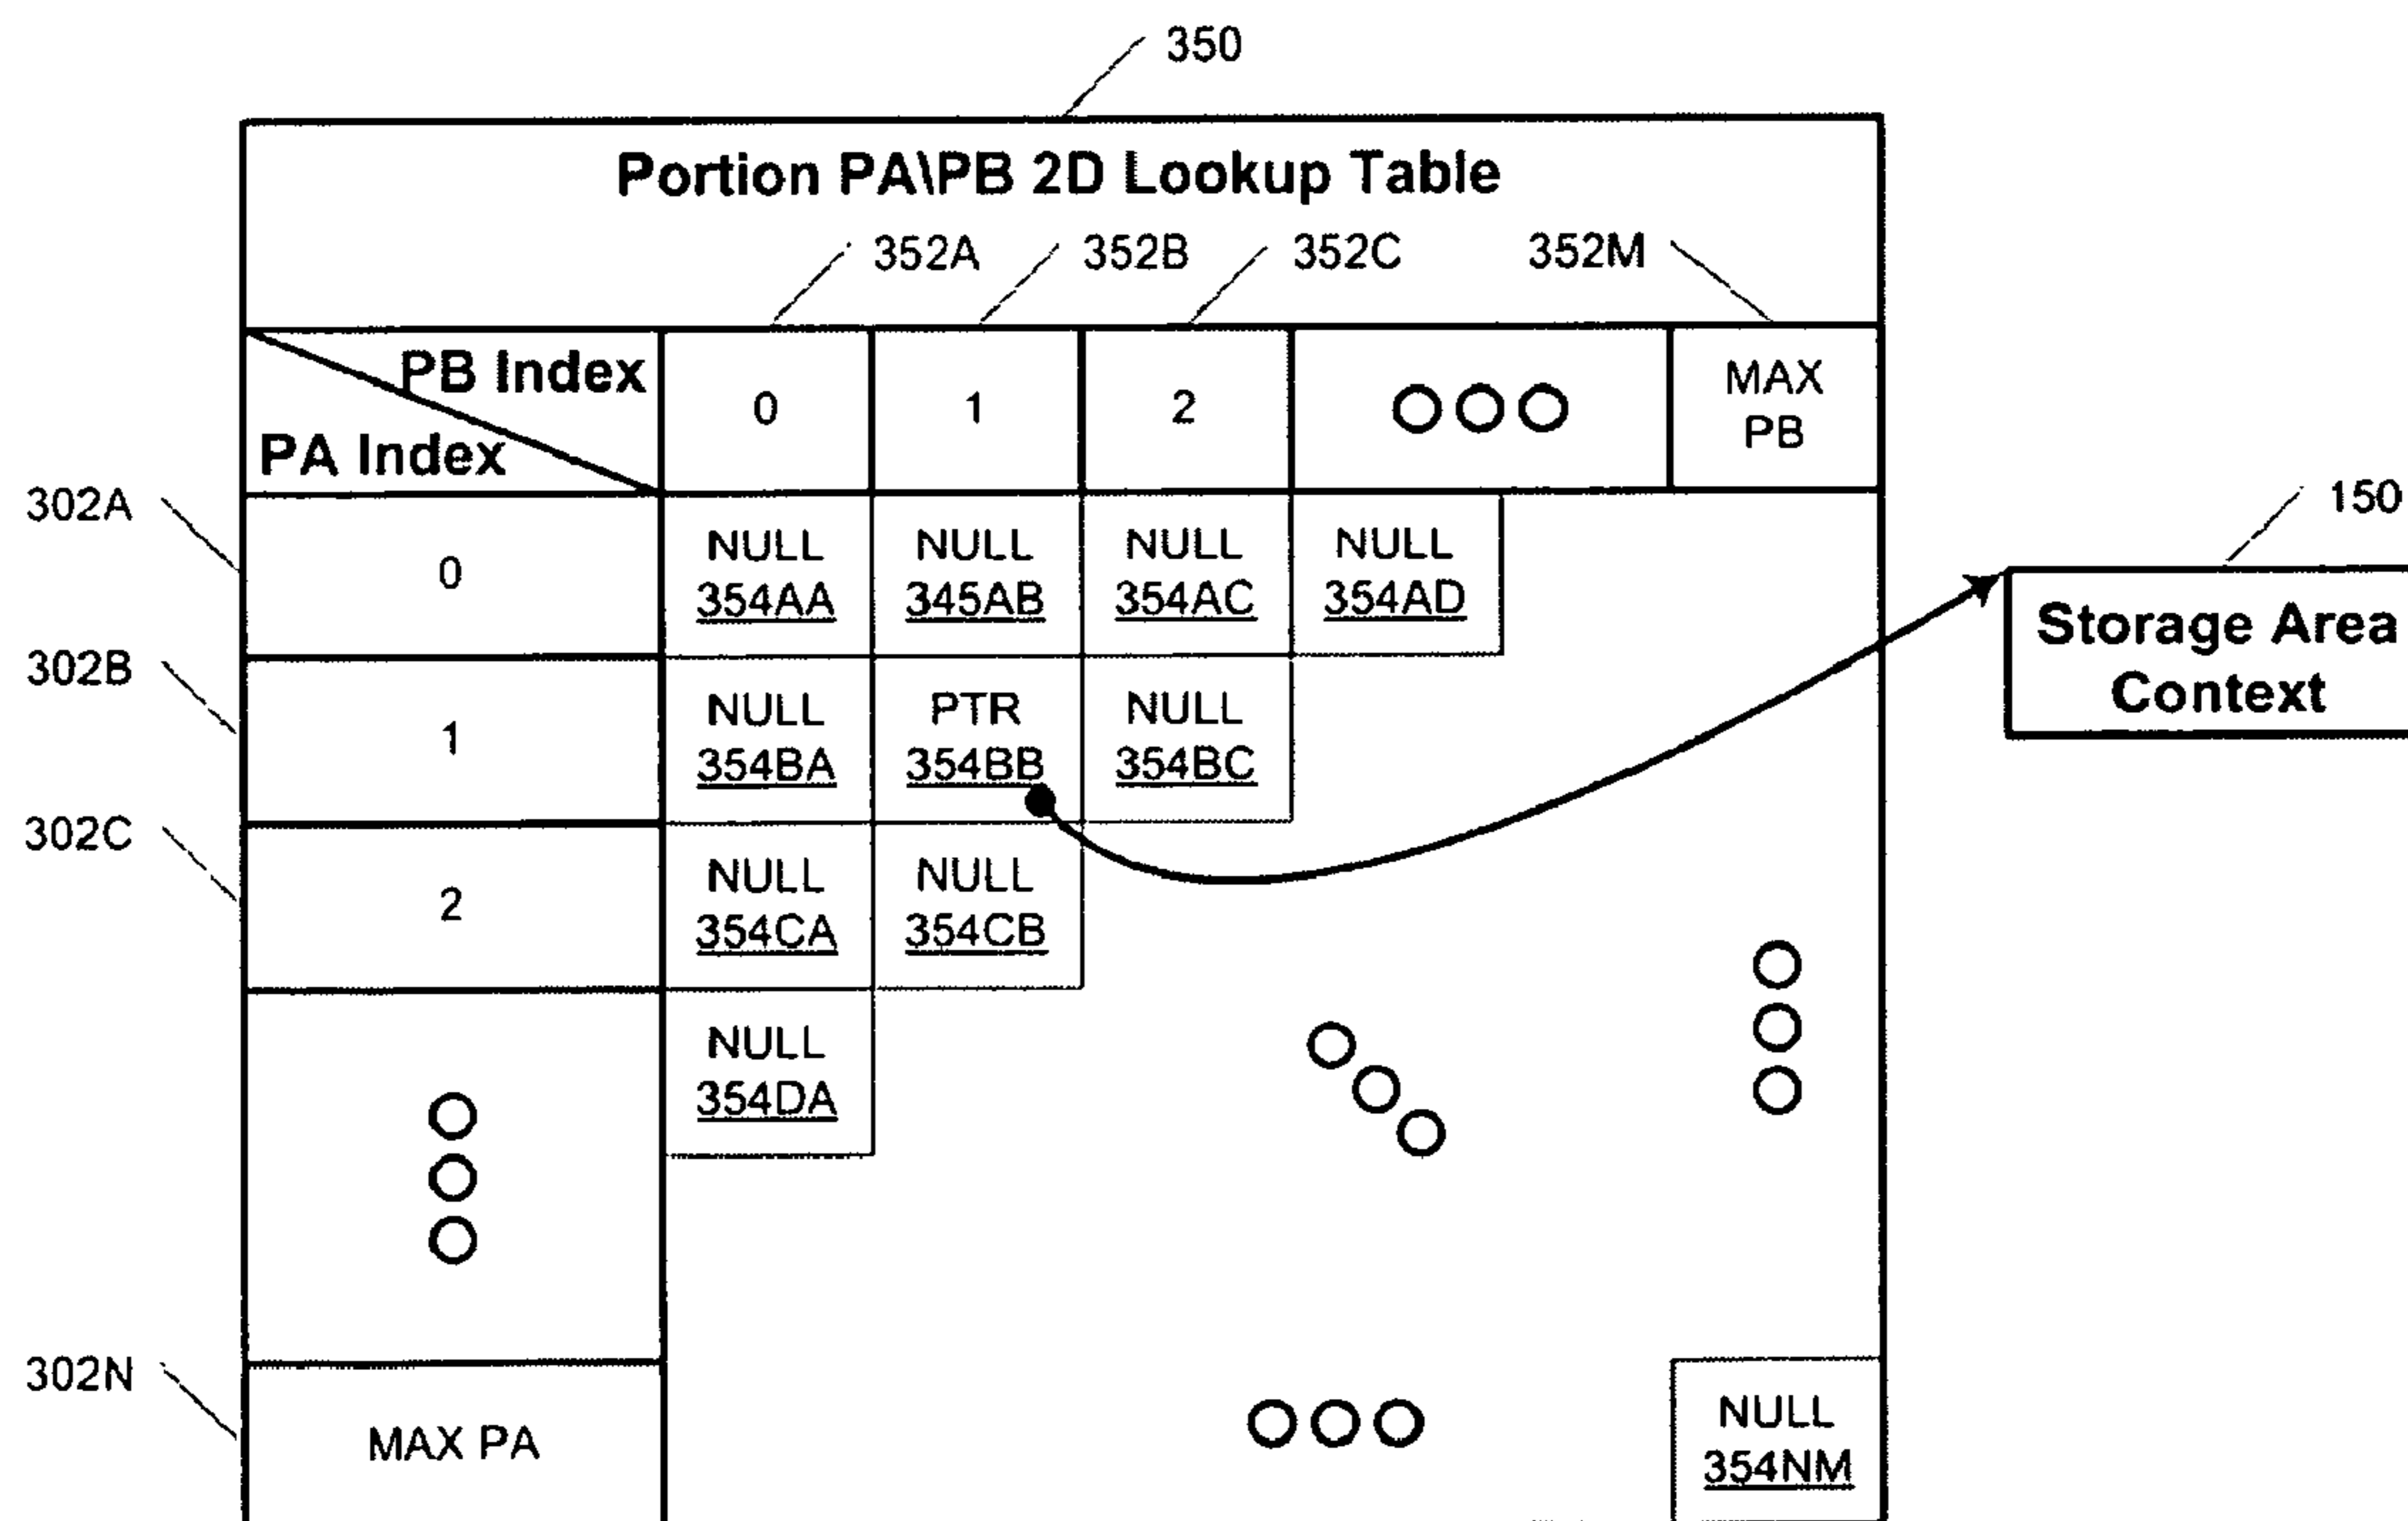 350
Portion PA\PB 2D Lookup Table
352A 352B 352C 352M
PB Index
PA Index
0 1 2 MAX PB
302A
0
NULL 354AA
NULL 345AB
NULL 354AC
NULL 354AD
150
Storage Area
Context
302B
1
NULL 354BA
PTR 354BB
NULL 354BC
302C
2
NULL 354CA
NULL 354CB
NULL 354DA
302N
MAX PA
NULL 354NM